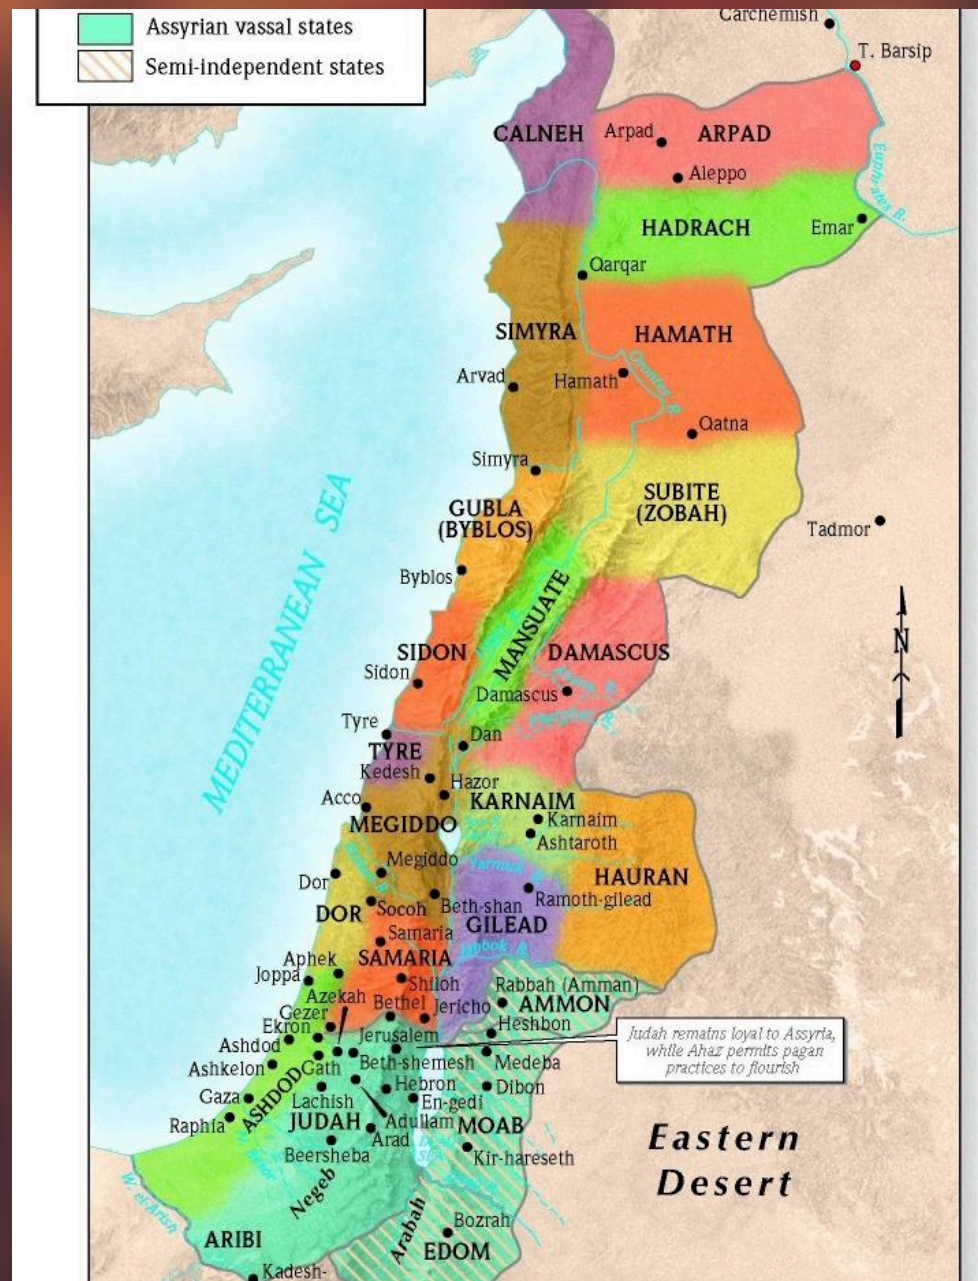 Assyrian vassal states
Semi-independent states
Carchemish
T. Barsip
CALNEH
Arpad
ARPAD
Aleppo
Euphrates R.
HADRACH
Emar
Qarqar
SIMYRA
HAMATH
Arvad
Hamath
Orontes R.
Qatna
Simyra
SUBITE
(ZOBAH)
GUBLA
(BYBLOS)
Tadmor
MEDITERRANEAN SEA
Byblos
MANSUATE
N
SIDON
DAMASCUS
Sidon
Damascus
Tyre
Dan
TYRE
Kedesh
Hazor
Acco
KARNAIM
Karnaim
MEGIDDO
Ashtaroth
Megiddo
Yarmuk R.
HAURAN
Dor
Ramoth-gilead
Beth-shan
DOR
Socoh
GILEAD
Samaria
Jabbok R.
SAMARIA
Aphek
Joppa
Shiloh
Rabbah (Amman)
Azekah
Bethel
Jericho
AMMON
Gezer
Ekron
Jerusalem
Heshbon
Judah remains loyal to Assyria,
while Ahaz permits pagan
practices to flourish
Ashdod
Beth-shemesh
Medeba
Ashkelon
Gath
Hebron
Dibon
Gaza
Lachish
En-gedi
ASHDOD
Raphia
JUDAH
Adullam
MOAB
Arad
Eastern
Desert
Beersheba
DEAD
SEA
Kir-hareseth
W. el-Arish
Negeb
Arabah
Bozrah
ARIBI
EDOM
Kadesh-